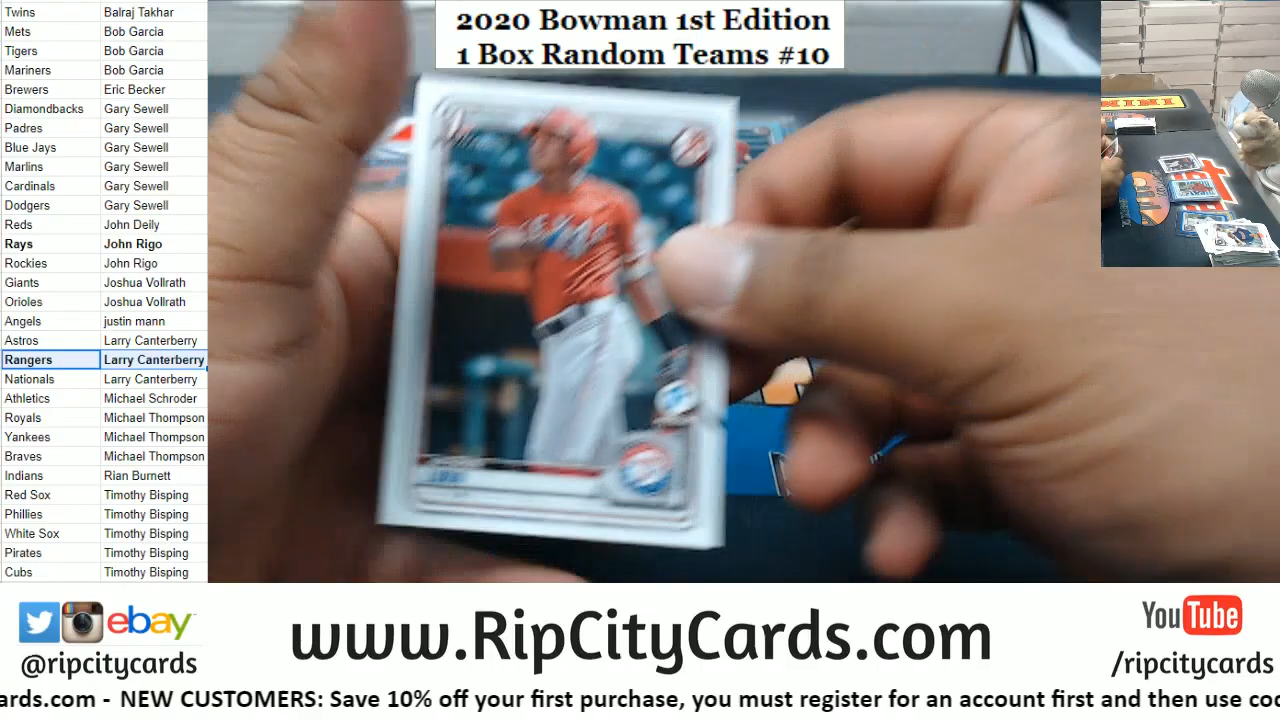 2020 Bowman 1st Edition
1 Box Random Teams #10
Twins Balraj Takhar
Mets Bob Garcia
Tigers Bob Garcia
Mariners Bob Garcia
Brewers Eric Becker
Diamondbacks Gary Sewell
Padres Gary Sewell
Blue Jays Gary Sewell
Marlins Gary Sewell
Cardinals Gary Sewell
Dodgers Gary Sewell
Reds John Deily
Rays John Rigo
Rockies John Rigo
Giants Joshua Vollrath
Orioles Joshua Vollrath
Angels justin mann
Astros Larry Canterberry
Rangers Larry Canterberry
Nationals Larry Canterberry
Athletics Michael Schroder
Royals Michael Thompson
Yankees Michael Thompson
Braves Michael Thompson
Indians Rian Burnett
Red Sox Timothy Bisping
Phillies Timothy Bisping
White Sox Timothy Bisping
Pirates Timothy Bisping
Cubs Timothy Bisping
ebay
@ripcitycards
www.RipCityCards.com
YouTube
/ripcitycards
cards.com - NEW CUSTOMERS: Save 10% off your first purchase, you must register for an account first and then use co